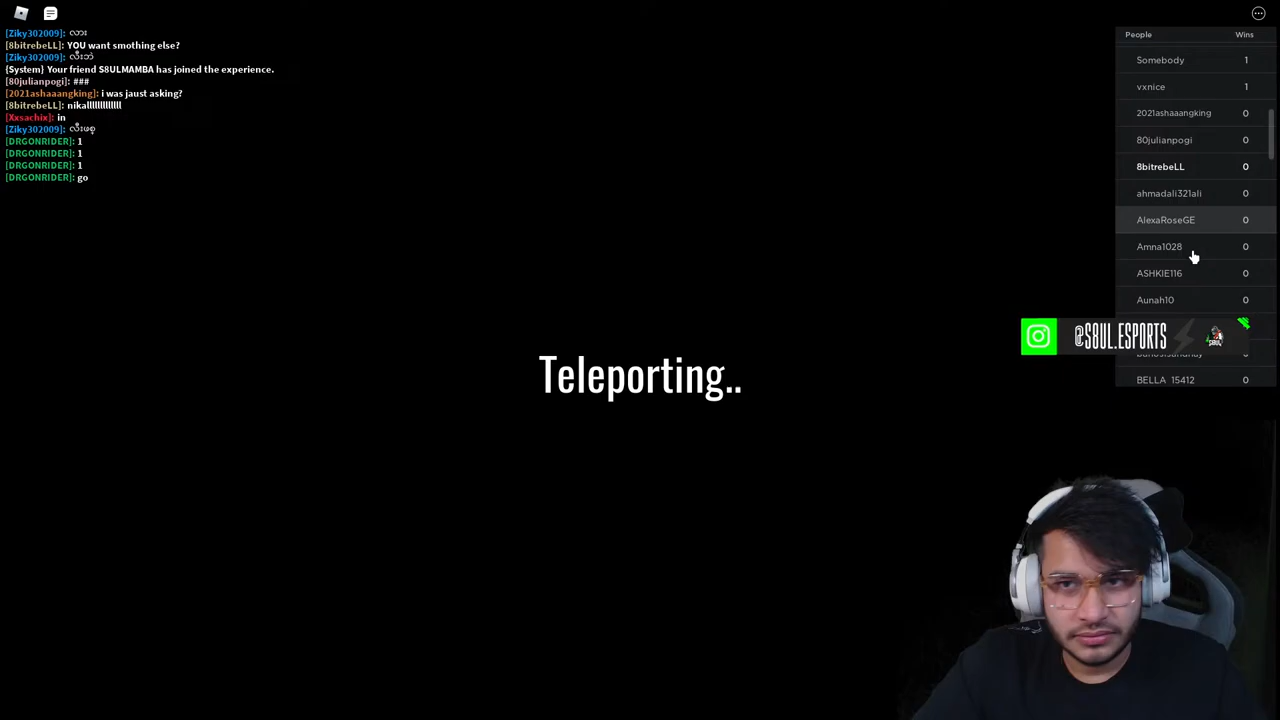 [Ziky302009]: လား
[8bitrebeLL]: YOU want smothing else?
[Ziky302009]: လီးဘဲ
{System} Your friend S8ULMAMBA has joined the experience.
[80julianpogi]: ###
[2021ashaaangking]: i was jaust asking?
[8bitrebeLL]: nikalllllllllllll
[Xxsachix]: in
[Ziky302009]: လီးဖစ္
[DRGONRIDER]: 1
[DRGONRIDER]: 1
[DRGONRIDER]: 1
[DRGONRIDER]: go
People Wins
Somebody 1
vxnice 1
2021ashaaangking 0
80julianpogi 0
8bitrebeLL 0
ahmadali321ali 0
AlexaRoseGE 0
Amna1028 0
ASHKIE116 0
Aunah10 0
@S8UL.ESPORTS
BELLA_15412 0
Teleporting..